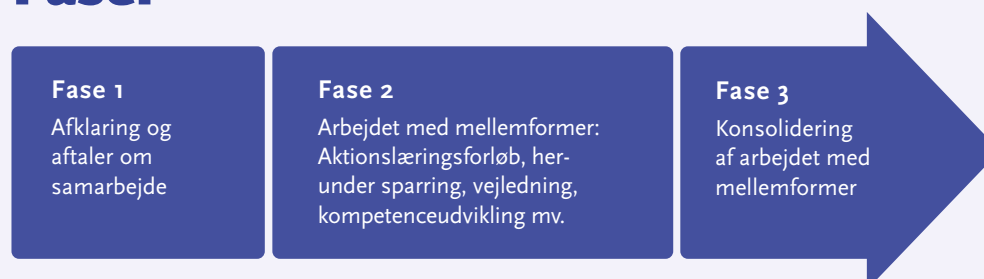 Faser
Fase 1
Afklaring og
aftaler om
samarbejde
Fase 2
Arbejdet med mellemformer:
Aktionslæringsforløb, her-
under sparring, vejledning,
kompetenceudvikling mv.
Fase 3
Konsolidering
af arbejdet med
mellemformer